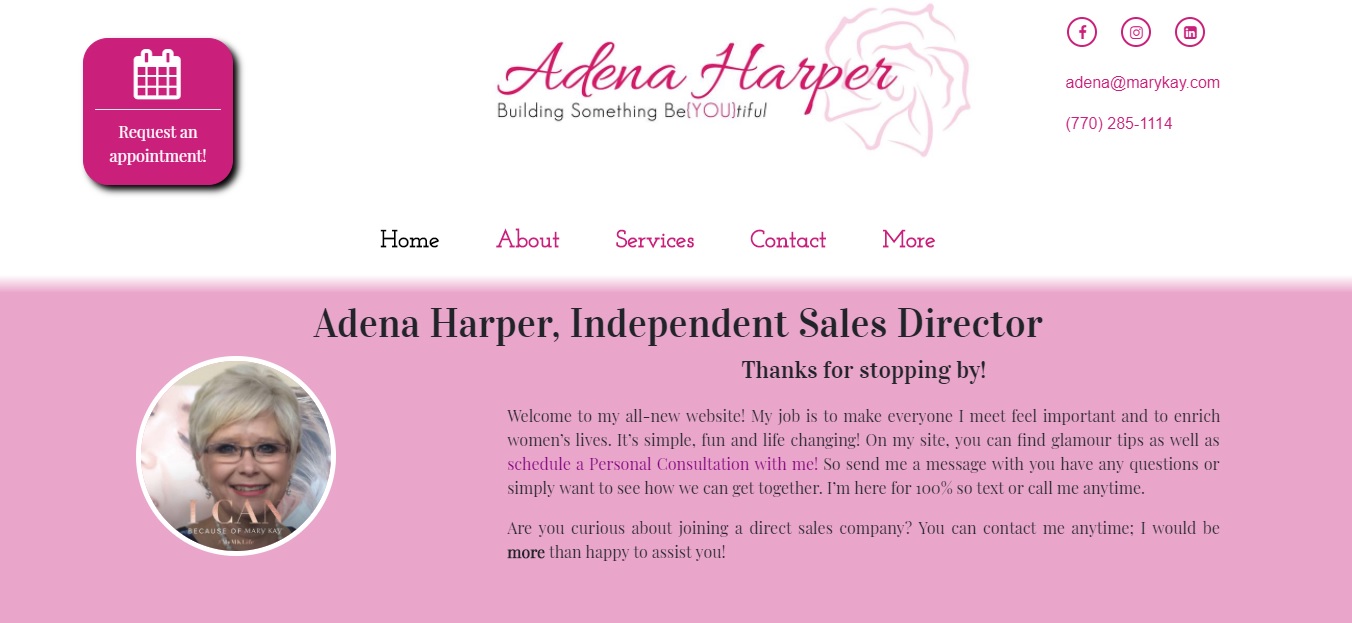 Request an
appointment!
Adena Harper
Building Something Be{YOU}tiful
adena@marykay.com
(770) 285-1114
Home About Services Contact More
Adena Harper, Independent Sales Director
Thanks for stopping by!
I CAN
BECAUSE OF MARY KAY
Welcome to my all-new website! My job is to make everyone I meet feel important and to enrich
women’s lives. It’s simple, fun and life changing! On my site, you can find glamour tips as well as
schedule a Personal Consultation with me! So send me a message with you have any questions or
simply want to see how we can get together. I’m here for 100% so text or call me anytime.
Are you curious about joining a direct sales company? You can contact me anytime; I would be
more than happy to assist you!